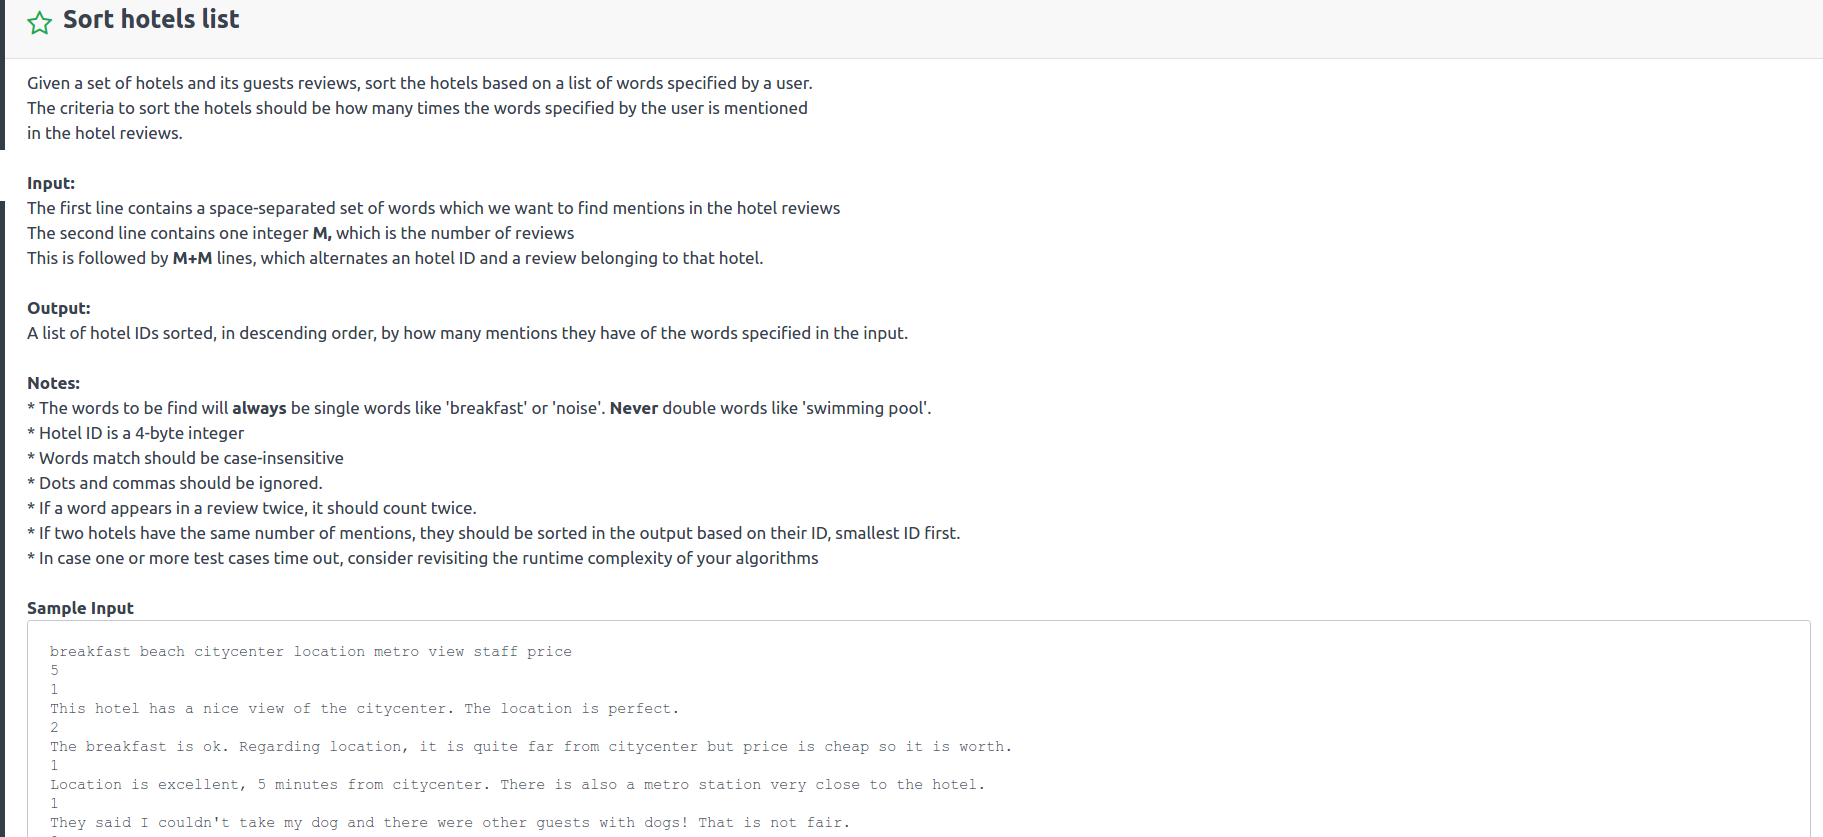 Sort hotels list
Given a set of hotels and its guests reviews, sort the hotels based on a list of words specified by a user.
The criteria to sort the hotels should be how many times the words specified by the user is mentioned
in the hotel reviews.
Input:
The first line contains a space-separated set of words which we want to find mentions in the hotel reviews
The second line contains one integer M, which is the number of reviews
This is followed by M+M lines, which alternates an hotel ID and a review belonging to that hotel.
Output:
A list of hotel IDs sorted, in descending order, by how many mentions they have of the words specified in the input.
Notes:
* The words to be find will always be single words like 'breakfast' or 'noise'. Never double words like 'swimming pool'.
* Hotel ID is a 4-byte integer
* Words match should be case-insensitive
* Dots and commas should be ignored.
* If a word appears in a review twice, it should count twice.
* If two hotels have the same number of mentions, they should be sorted in the output based on their ID, smallest ID first.
* In case one or more test cases time out, consider revisiting the runtime complexity of your algorithms
Sample Input
breakfast beach citycenter location metro view staff price
5
1
This hotel has a nice view of the citycenter. The location is perfect.
2
The breakfast is ok. Regarding location, it is quite far from citycenter but price is cheap so it is worth.
1
Location is excellent, 5 minutes from citycenter. There is also a metro station very close to the hotel.
1
They said I couldn't take my dog and there were other guests with dogs! That is not fair.